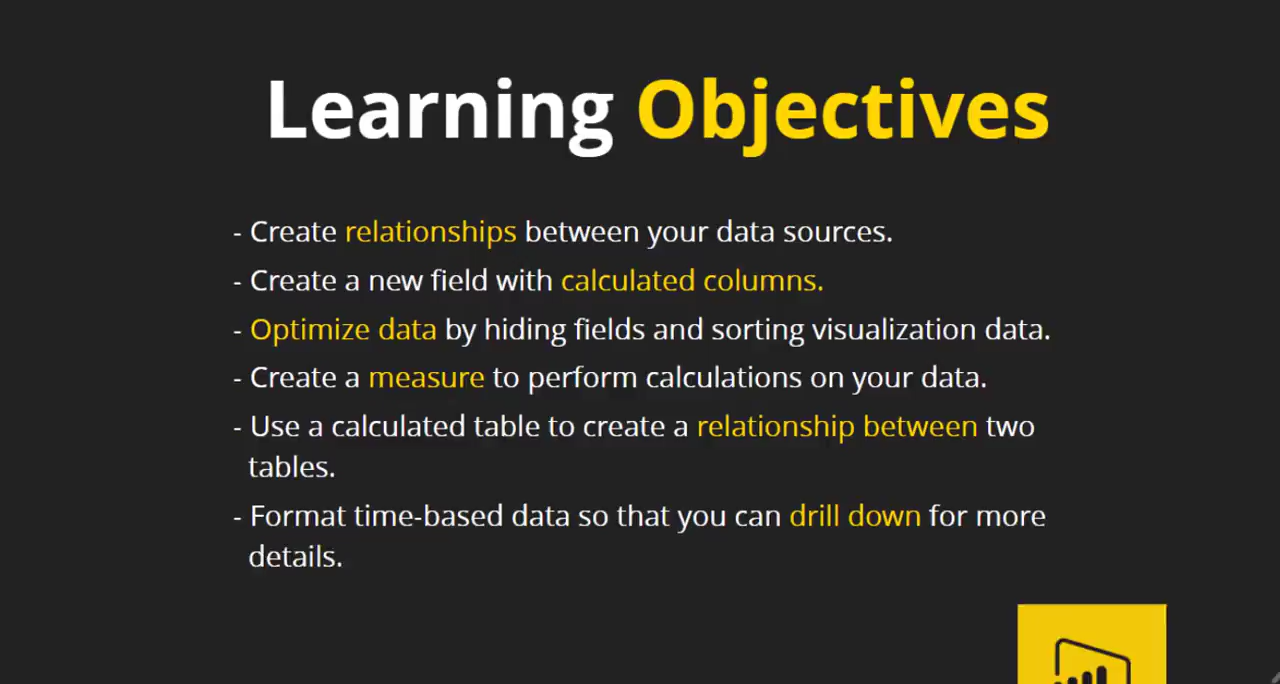 Learning Objectives
- Create relationships between your data sources.
- Create a new field with calculated columns.
- Optimize data by hiding fields and sorting visualization data.
- Create a measure to perform calculations on your data.
- Use a calculated table to create a relationship between two
tables.
- Format time-based data so that you can drill down for more
details.